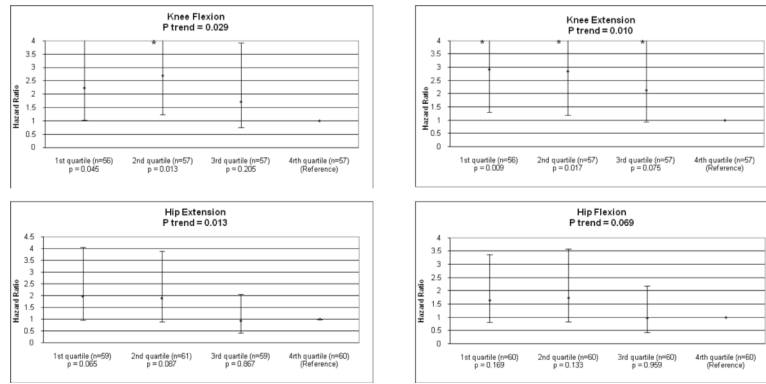 Knee Flexion
P trend = 0.029
Hazard Ratio
4
3.5
3
2.5
2
1.5
1
0.5
0
*
1st quartile (n=56) 2nd quartile (n=57) 3rd quartile (n=57) 4rth quartile (n=57)
p = 0.045 p = 0.013 p = 0.205 (Reference)
Knee Extension
P trend = 0.010
Hazard Ratio
4
3.5
3
2.5
2
1.5
1
0.5
0
* * *
1st quartile (n=56) 2nd quartile (n=57) 3rd quartile (n=57) 4rth quartile (n=57)
p = 0.009 p = 0.017 p = 0.075 (Reference)
Hip Extension
P trend = 0.013
Hazard Ratio
4.5
4
3.5
3
2.5
2
1.5
1
0.5
0
1st quartile (n=59) 2nd quartile (n=61) 3rd quartile (n=59) 4rth quartile (n=60)
p = 0.065 p = 0.087 p = 0.867 (Reference)
Hip Flexion
P trend = 0.069
Hazard Ratio
4
3.5
3
2.5
2
1.5
1
0.5
0
1st quartile (n=60) 2nd quartile (n=60) 3rd quartile (n=60) 4rth quartile (n=60)
p = 0.169 p = 0.133 p = 0.959 (Reference)